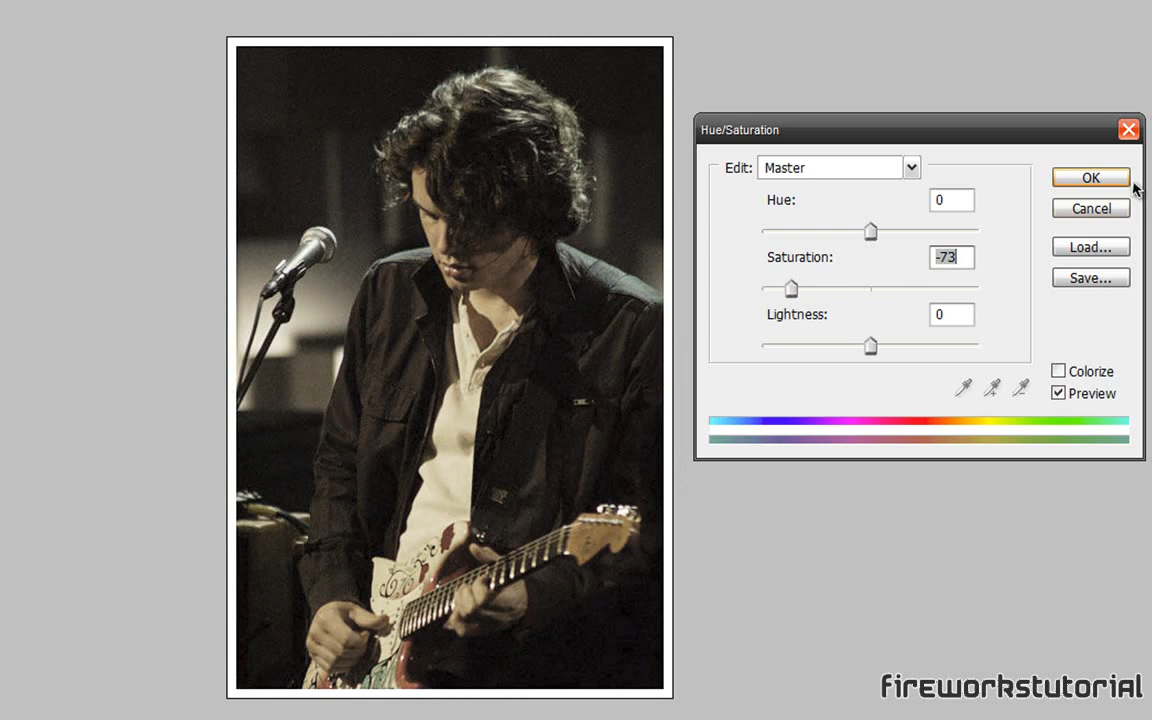 Hue/Saturation
Edit: Master
OK
Hue: 0
Cancel
Load...
Saturation: -73
Save...
Lightness: 0
Colorize
Preview
fireworkstutorial